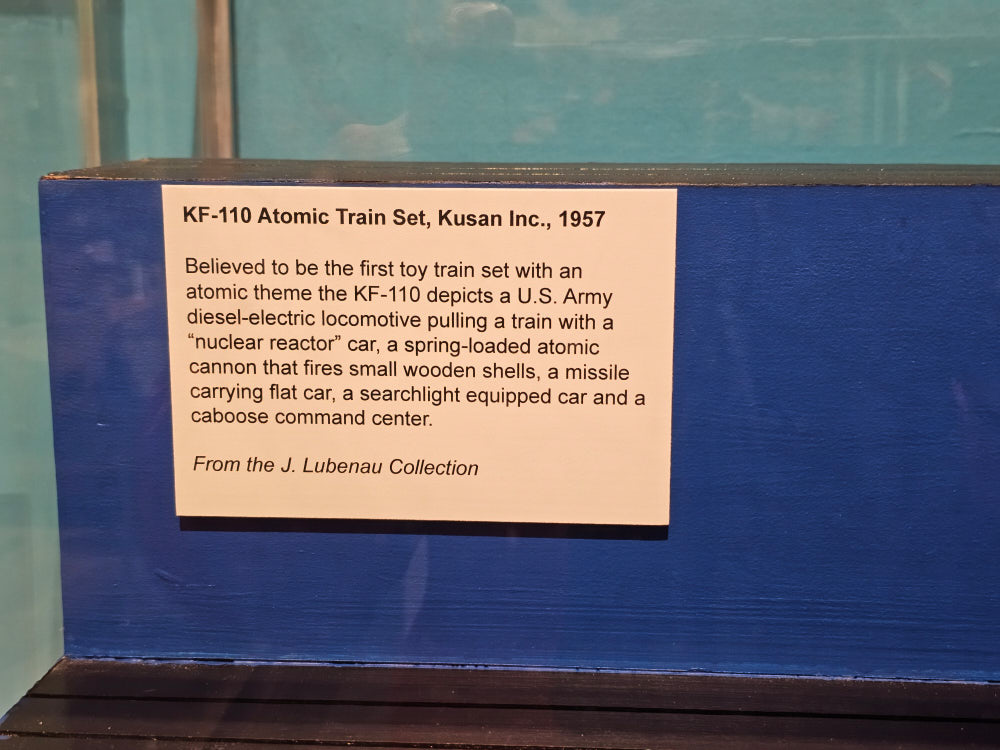 KF-110 Atomic Train Set, Kusan Inc., 1957
Believed to be the first toy train set with an
atomic theme the KF-110 depicts a U.S. Army
diesel-electric locomotive pulling a train with a
“nuclear reactor” car, a spring-loaded atomic
cannon that fires small wooden shells, a missile
carrying flat car, a searchlight equipped car and a
caboose command center.
From the J. Lubenau Collection